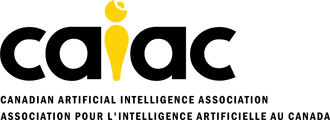 caiac
CANADIAN ARTIFICIAL INTELLIGENCE ASSOCIATION
ASSOCIATION POUR L'INTELLIGENCE ARTIFICIELLE AU CANADA